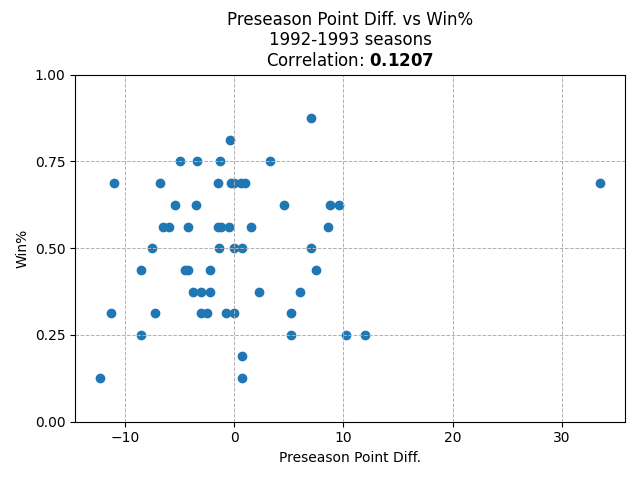 Preseason Point Diff. vs Win%
1992-1993 seasons
Correlation: 0.1207
1.00
0.75
0.50
0.25
0.00
Win%
−10
0
10
20
30
Preseason Point Diff.